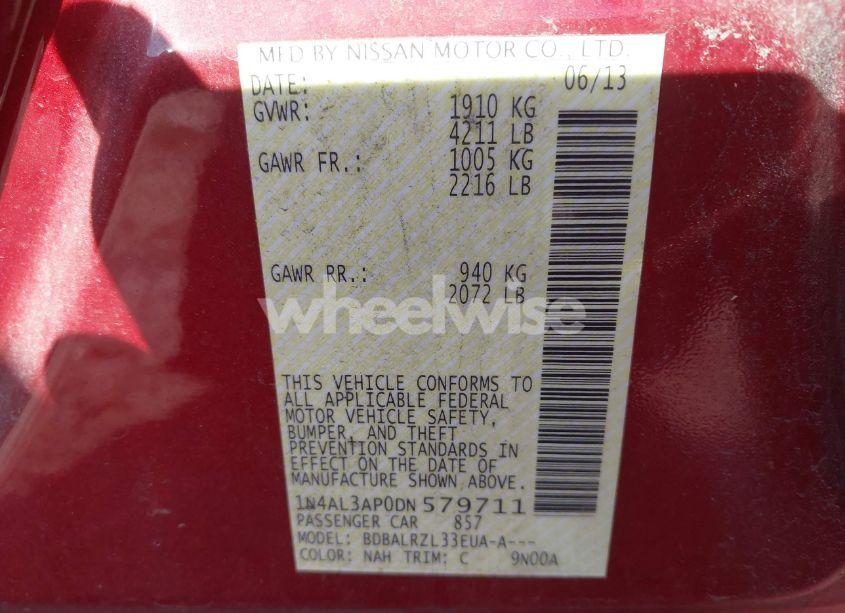 MFD BY NISSAN MOTOR CO., LTD.
DATE: 06/13
GVWR: 1910 KG
4211 LB
GAWR FR.: 1005 KG
2216 LB
GAWR RR.: 940 KG
2072 LB
wheelwise
THIS VEHICLE CONFORMS TO
ALL APPLICABLE FEDERAL
MOTOR VEHICLE SAFETY,
BUMPER, AND THEFT
PREVENTION STANDARDS IN
EFFECT ON THE DATE OF
MANUFACTURE SHOWN ABOVE.
1N4AL3AP0DN579711
PASSENGER CAR 857
MODEL: BDBALRZL33EUA-A---
COLOR: NAH TRIM: C 9N00A